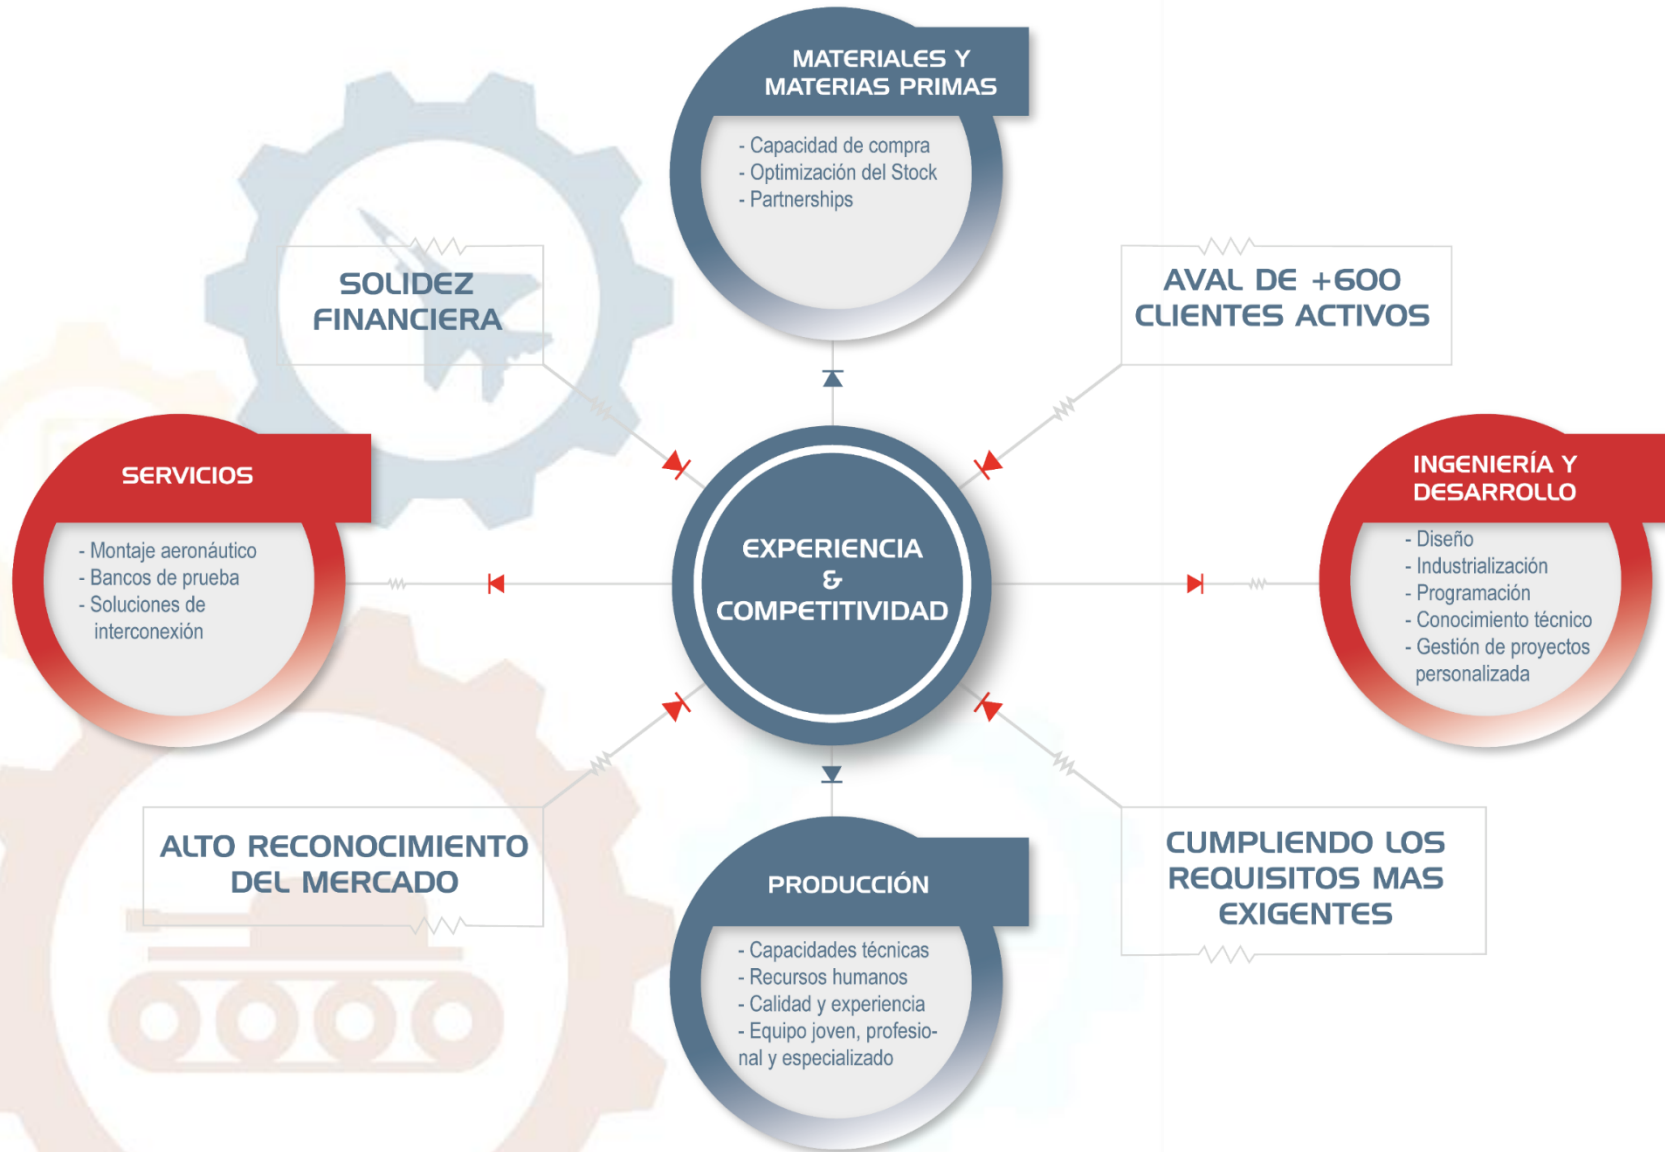 MATERIALES Y
MATERIAS PRIMAS
- Capacidad de compra
- Optimización del Stock
- Partnerships
SOLIDEZ
FINANCIERA
AVAL DE +600
CLIENTES ACTIVOS
SERVICIOS
- Montaje aeronáutico
- Bancos de prueba
- Soluciones de
interconexión
EXPERIENCIA
&
COMPETITIVIDAD
INGENIERÍA Y
DESARROLLO
- Diseño
- Industrialización
- Programación
- Conocimiento técnico
- Gestión de proyectos
personalizada
ALTO RECONOCIMIENTO
DEL MERCADO
PRODUCCIÓN
- Capacidades técnicas
- Recursos humanos
- Calidad y experiencia
- Equipo joven, profesio-
nal y especializado
CUMPLIENDO LOS
REQUISITOS MAS
EXIGENTES